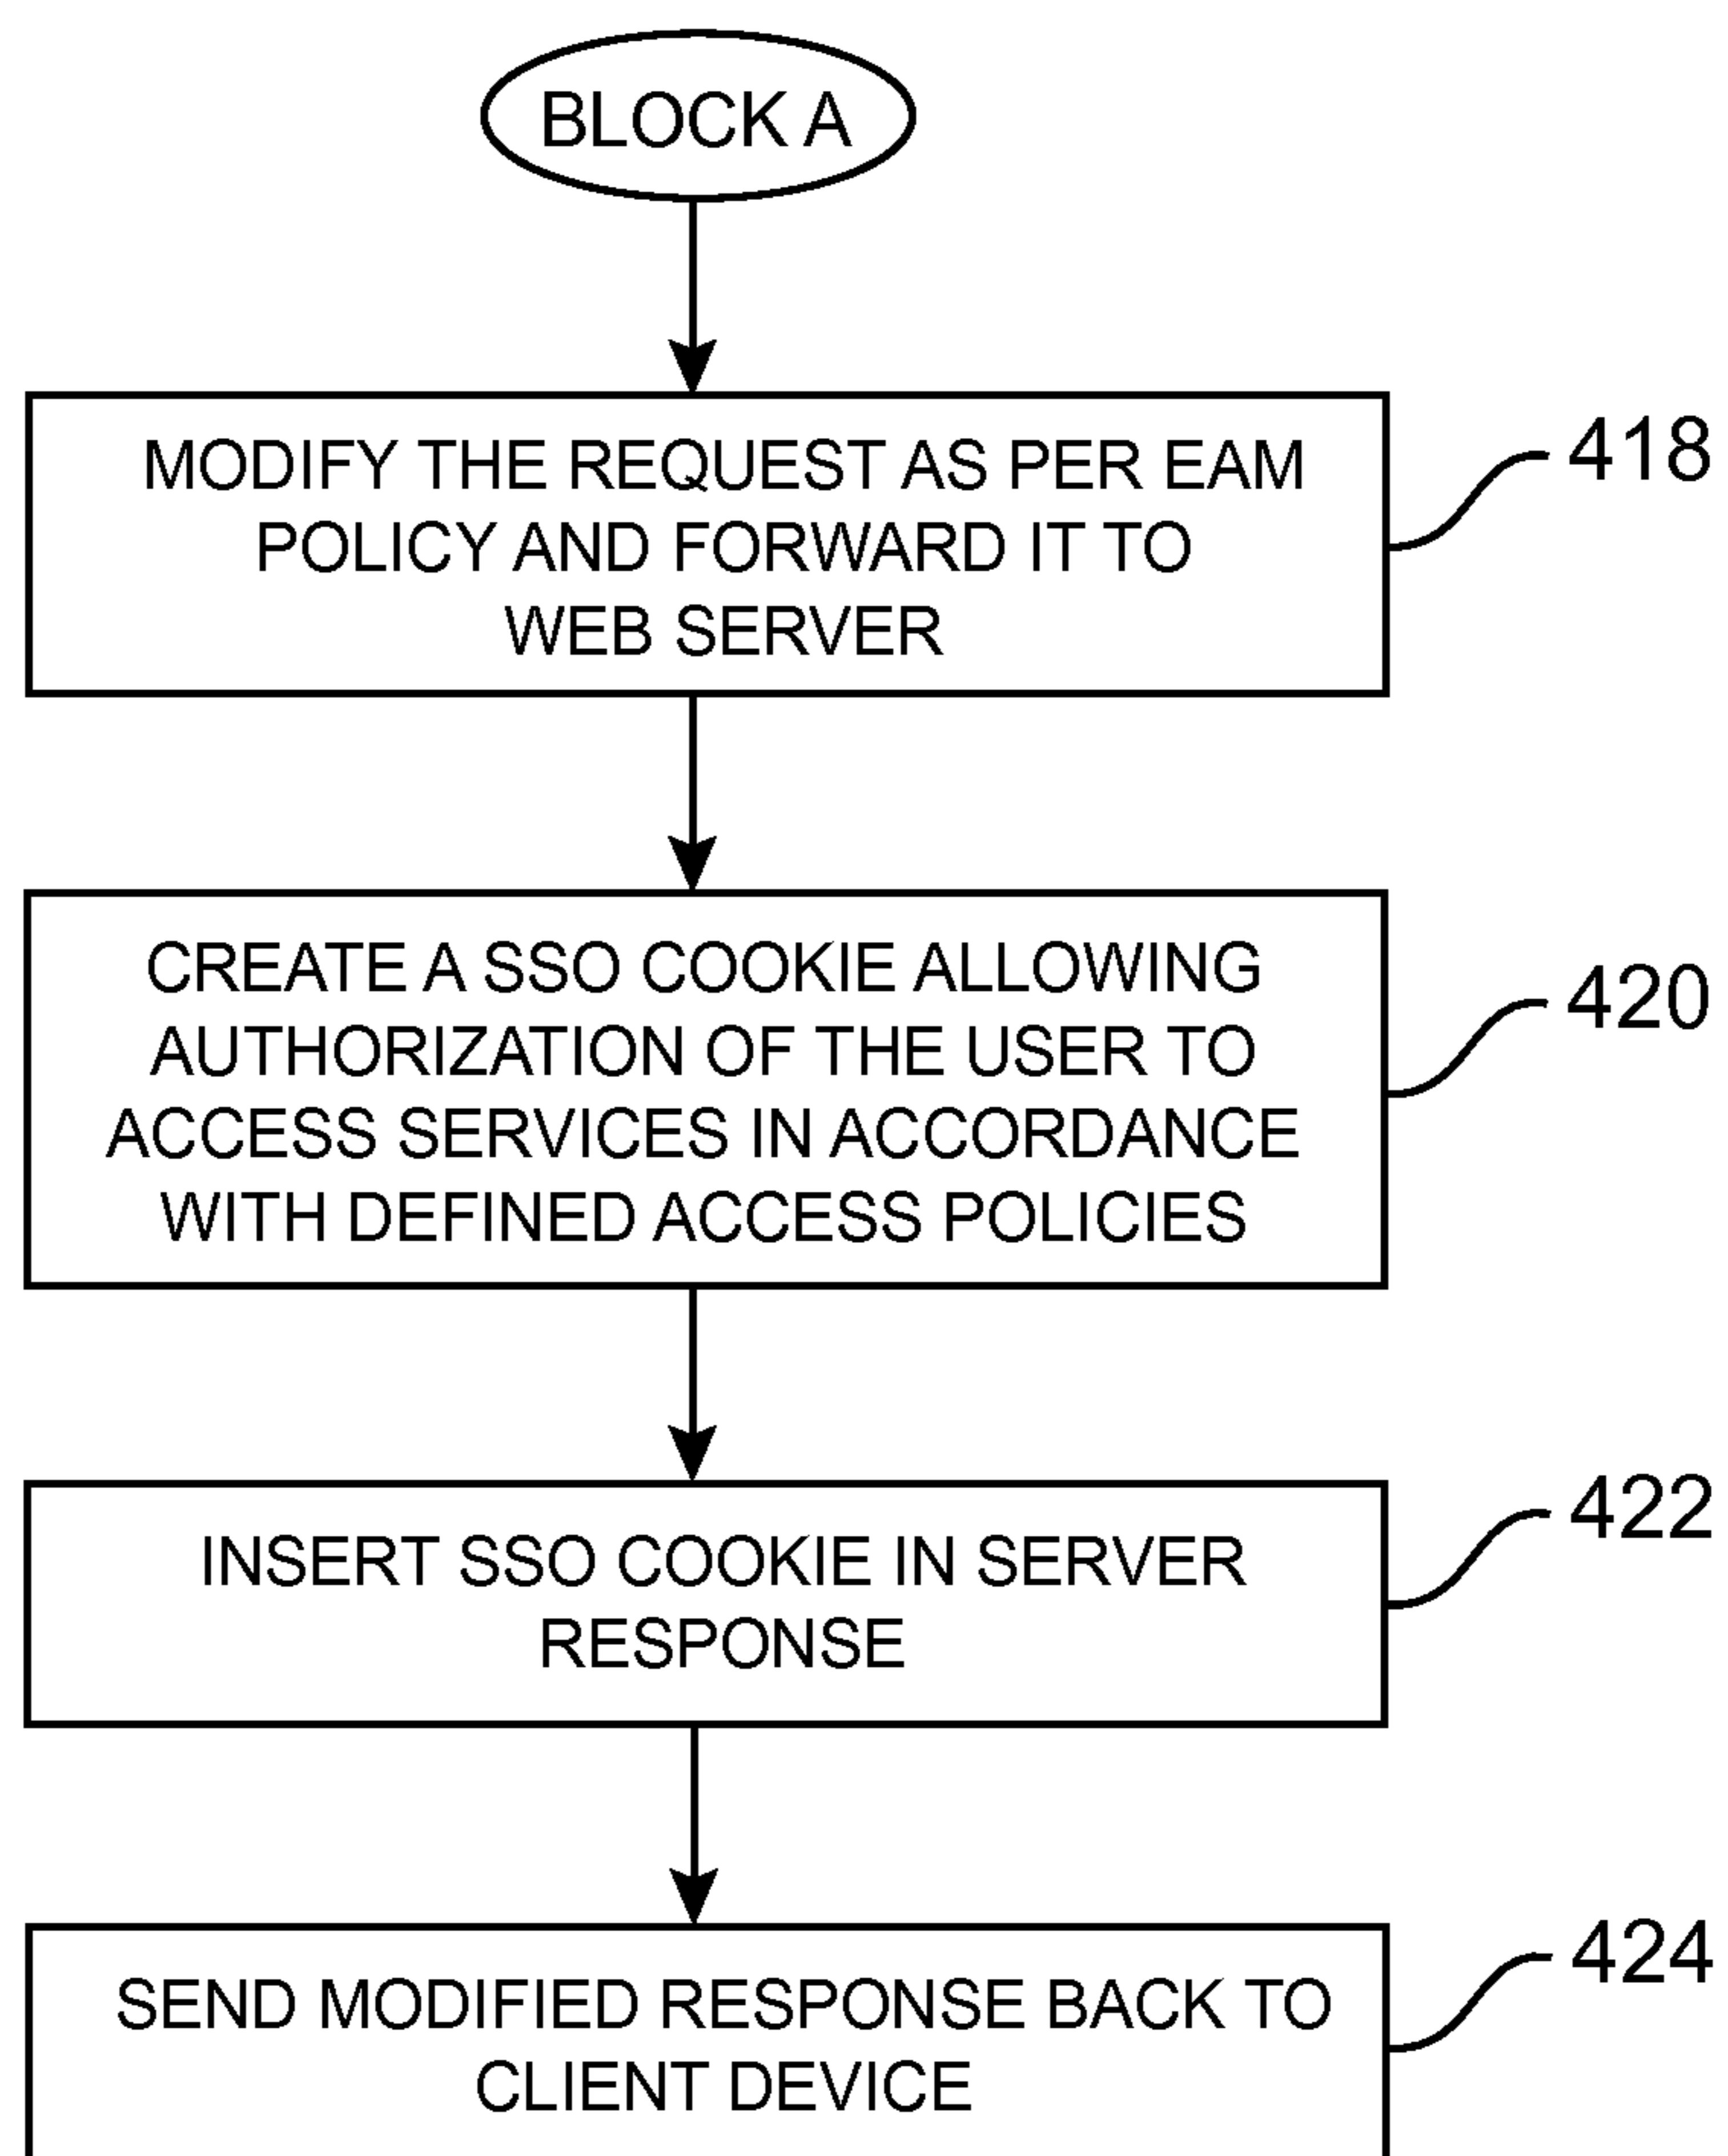 BLOCK A
MODIFY THE REQUEST AS PER EAM
POLICY AND FORWARD IT TO
WEB SERVER
418
CREATE A SSO COOKIE ALLOWING
AUTHORIZATION OF THE USER TO
ACCESS SERVICES IN ACCORDANCE
WITH DEFINED ACCESS POLICIES
420
INSERT SSO COOKIE IN SERVER
RESPONSE
422
SEND MODIFIED RESPONSE BACK TO
CLIENT DEVICE
424